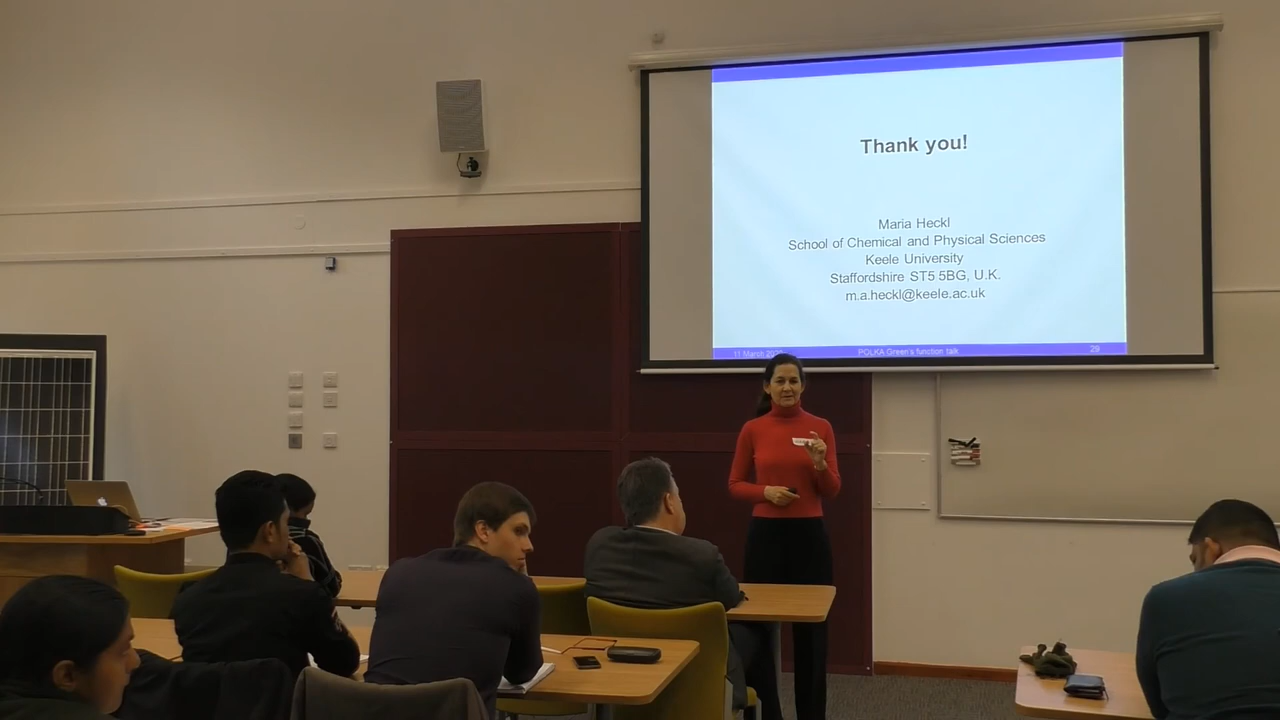 Thank you!
Maria Heckl
School of Chemical and Physical Sciences
Keele University
Staffordshire ST5 5BG, U.K.
m.a.heckl@keele.ac.uk
11 March POLKA Green's function talk 29